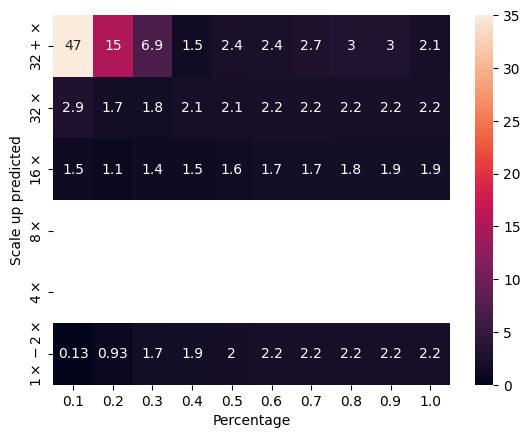 32 + ×
47 15 6.9 1.5 2.4 2.4 2.7 3 3 2.1
32 ×
2.9 1.7 1.8 2.1 2.1 2.2 2.2 2.2 2.2 2.2
16 ×
1.5 1.1 1.4 1.5 1.6 1.7 1.7 1.8 1.9 1.9
8 ×
4 ×
1 × − 2 ×
0.13 0.93 1.7 1.9 2 2.2 2.2 2.2 2.2 2.2
0.1 0.2 0.3 0.4 0.5 0.6 0.7 0.8 0.9 1.0
Percentage
Scale up predicted
35
30
25
20
15
10
5
0